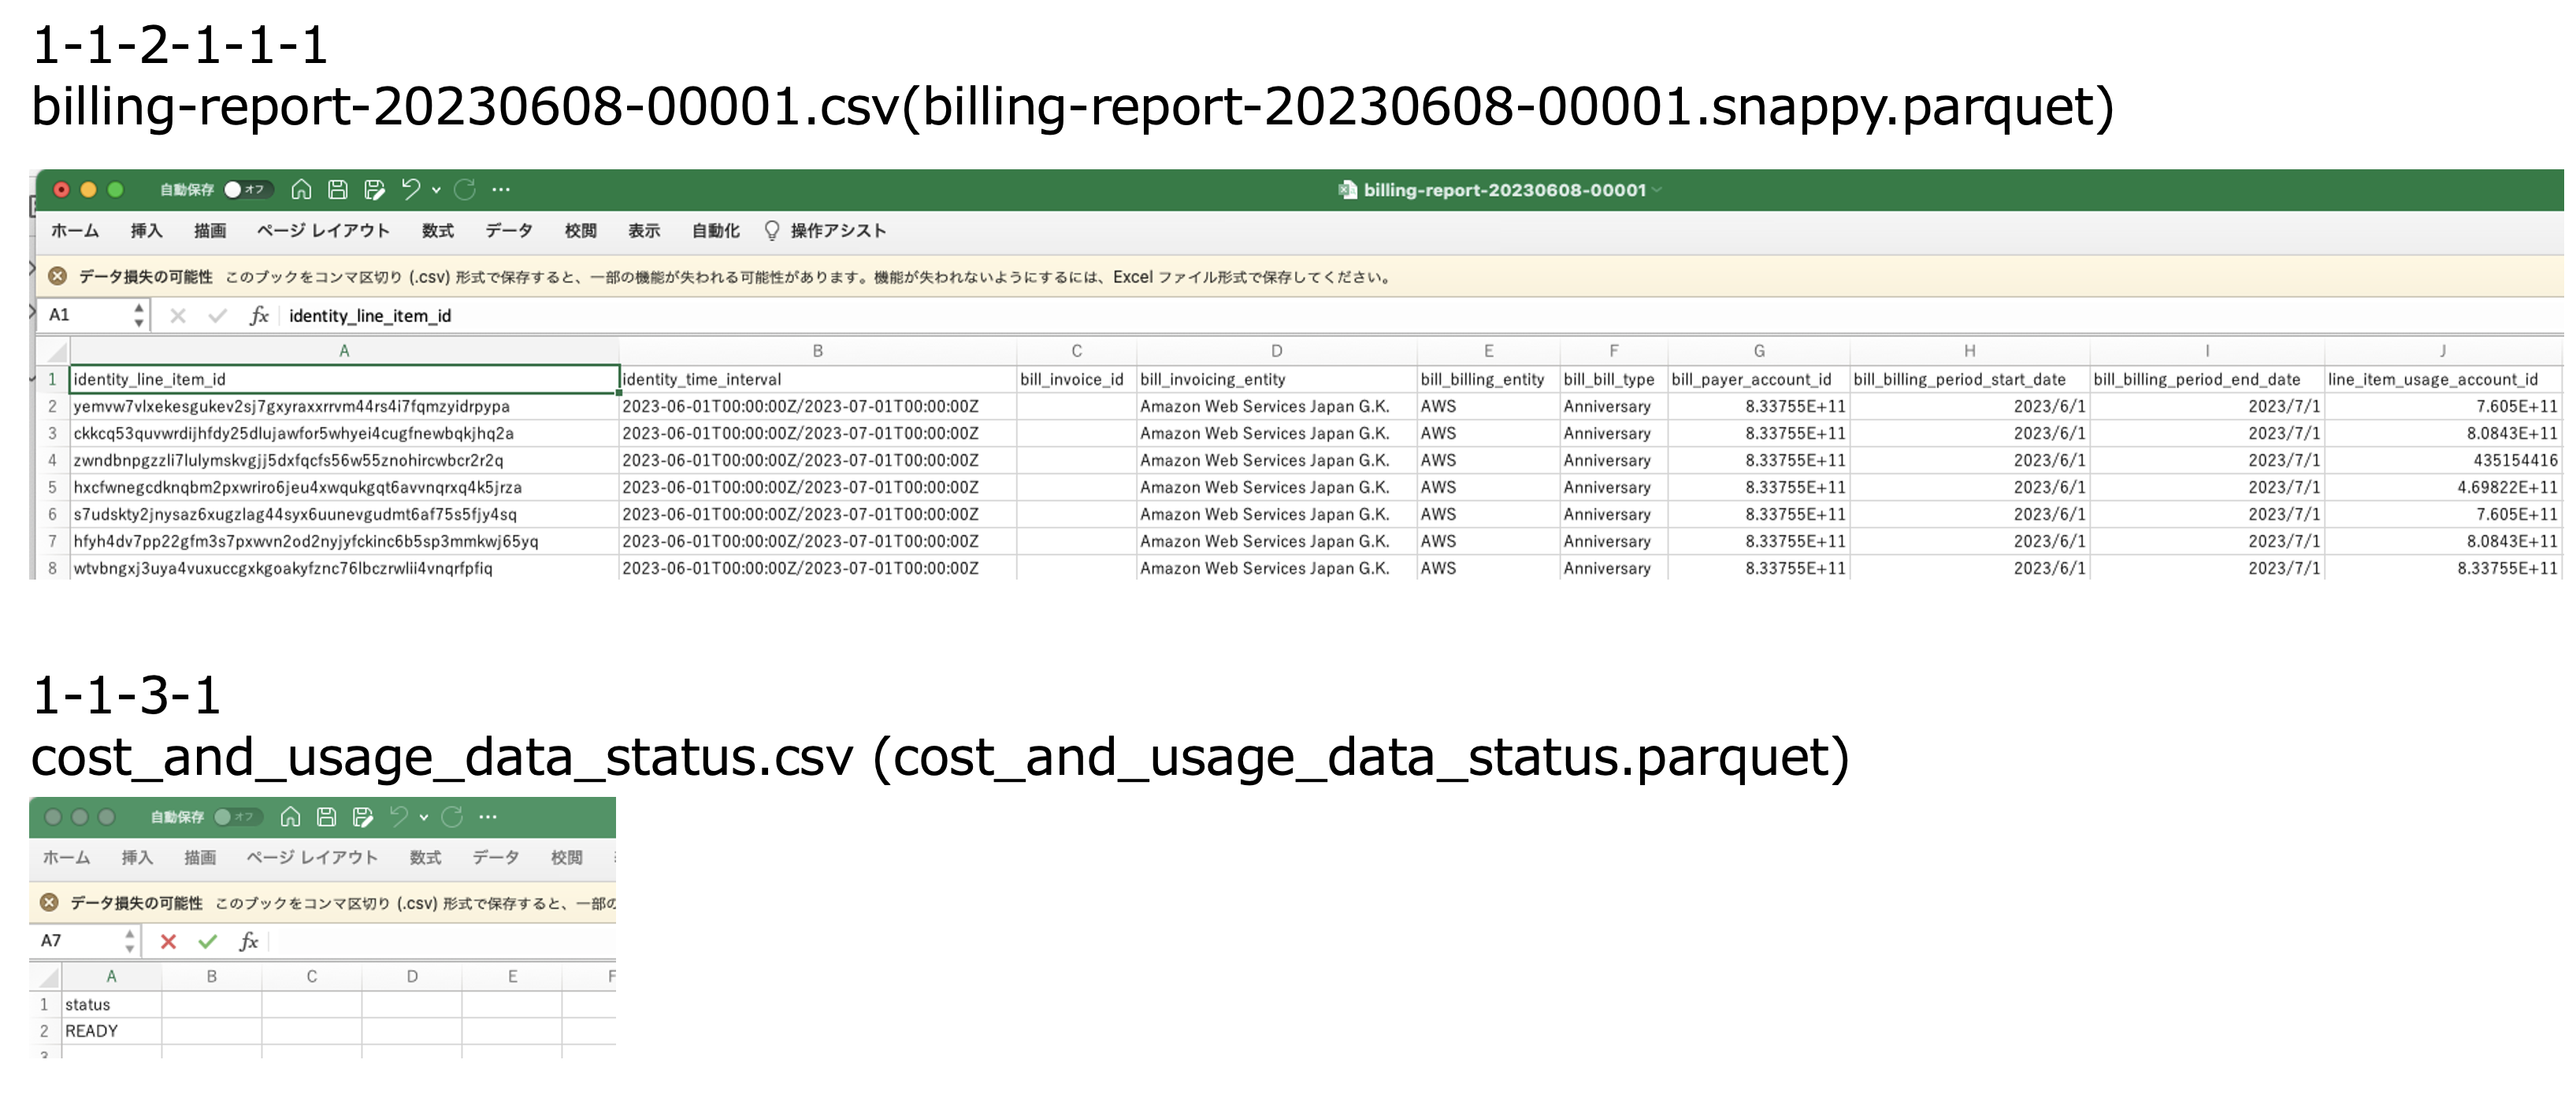 1-1-2-1-1-1
billing-report-20230608-00001.csv(billing-report-20230608-00001.snappy.parquet)
自動保存 オフ billing-report-20230608-00001
ホーム 挿入 描画 ページ レイアウト 数式 データ 校閲 表示 自動化 操作アシスト
データ損失の可能性 このブックをコンマ区切り (.csv) 形式で保存すると、一部の機能が失われる可能性があります。機能が失われないようにするには、Excel ファイル形式で保存してください。
A1 fx identity_line_item_id
A B C D E F G H I J
1 identity_line_item_id identity_time_interval bill_invoice_id bill_invoicing_entity bill_billing_entity bill_bill_type bill_payer_account_id bill_billing_period_start_date bill_billing_period_end_date line_item_usage_account_id
2 yemvw7vlxekesgukev2sj7gxyraxxrrvm44rs4i7fqmzyidrpypa 2023-06-01T00:00:00Z/2023-07-01T00:00:00Z Amazon Web Services Japan G.K. AWS Anniversary 8.33755E+11 2023/6/1 2023/7/1 7.605E+11
3 ckkcq53quvwrdijhfdy25dlujawfor5whyei4cugfnewbqkjhq2a 2023-06-01T00:00:00Z/2023-07-01T00:00:00Z Amazon Web Services Japan G.K. AWS Anniversary 8.33755E+11 2023/6/1 2023/7/1 8.0843E+11
4 zwndbnpgzzli7lulymskvgjj5dxfqcfs56w55znohircwbcr2r2q 2023-06-01T00:00:00Z/2023-07-01T00:00:00Z Amazon Web Services Japan G.K. AWS Anniversary 8.33755E+11 2023/6/1 2023/7/1 435154416
5 hxcfwnegcdknqbm2pxwriro6jeu4xwqukgqt6avvnqrxq4k5jrza 2023-06-01T00:00:00Z/2023-07-01T00:00:00Z Amazon Web Services Japan G.K. AWS Anniversary 8.33755E+11 2023/6/1 2023/7/1 4.69822E+11
6 s7udskty2jnysaz6xugzlag44syx6uunevgudmt6af75s5fjy4sq 2023-06-01T00:00:00Z/2023-07-01T00:00:00Z Amazon Web Services Japan G.K. AWS Anniversary 8.33755E+11 2023/6/1 2023/7/1 7.605E+11
7 hfyh4dv7pp22gfm3s7pxwvn2od2nyjyfckinc6b5sp3mmkwj65yq 2023-06-01T00:00:00Z/2023-07-01T00:00:00Z Amazon Web Services Japan G.K. AWS Anniversary 8.33755E+11 2023/6/1 2023/7/1 8.0843E+11
8 wtvbngxj3uya4vuxuccgxkgoakyfznc76lbczrwlii4vnqrfpfiq 2023-06-01T00:00:00Z/2023-07-01T00:00:00Z Amazon Web Services Japan G.K. AWS Anniversary 8.33755E+11 2023/6/1 2023/7/1 8.33755E+11
1-1-3-1
cost_and_usage_data_status.csv (cost_and_usage_data_status.parquet)
自動保存 オフ
ホーム 挿入 描画 ページ レイアウト 数式 データ 校閲
データ損失の可能性 このブックをコンマ区切り (.csv) 形式で保存すると、一部の
A7 fx
A B C D E F
1 status
2 READY
3